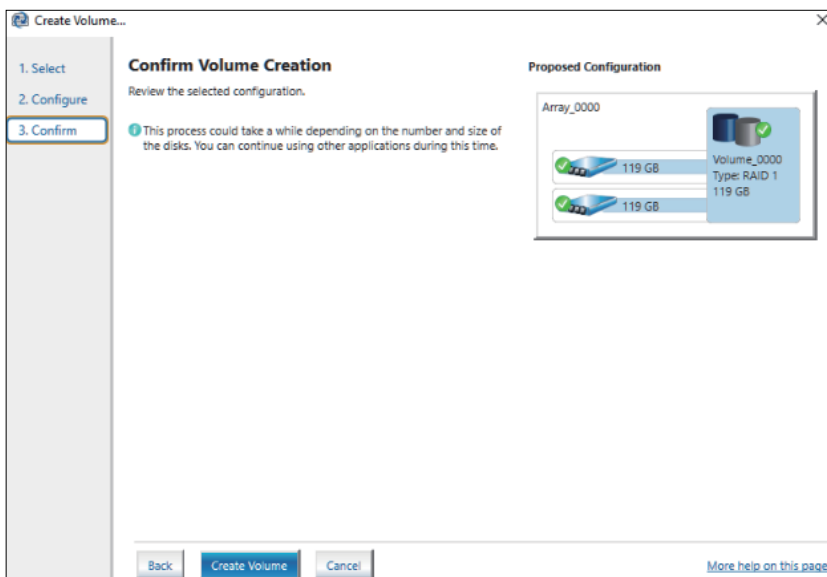 Create Volume...
1. Select
2. Configure
3. Confirm
Confirm Volume Creation
Review the selected configuration.
This process could take a while depending on the number and size of
the disks. You can continue using other applications during this time.
Proposed Configuration
Array_0000
119 GB
119 GB
Volume_0000
Type: RAID 1
119 GB
Back
Create Volume
Cancel
More help on this page